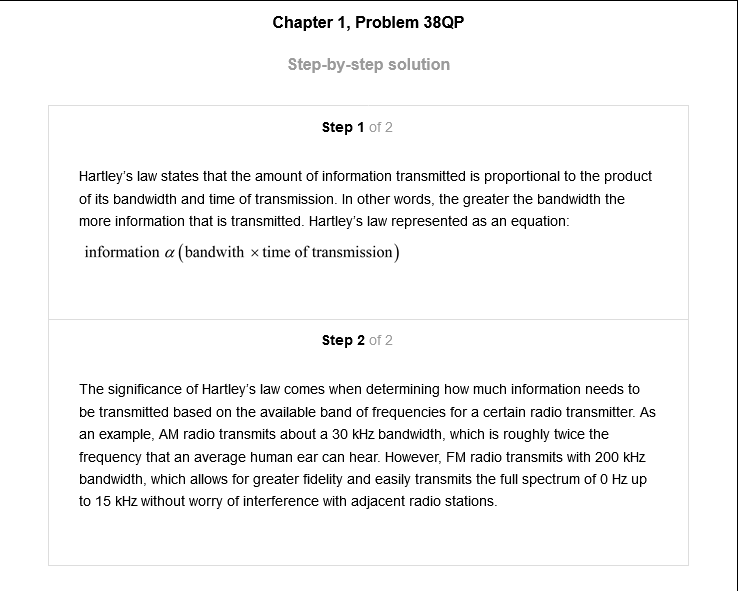 Chapter 1, Problem 38QP
Step-by-step solution
Step 1 of 2
Hartley's law states that the amount of information transmitted is proportional to the product
of its bandwidth and time of transmission. In other words, the greater the bandwidth the
more information that is transmitted. Hartley's law represented as an equation:
information α (bandwith × time of transmission)
Step 2 of 2
The significance of Hartley's law comes when determining how much information needs to
be transmitted based on the available band of frequencies for a certain radio transmitter. As
an example, AM radio transmits about a 30 kHz bandwidth, which is roughly twice the
frequency that an average human ear can hear. However, FM radio transmits with 200 kHz
bandwidth, which allows for greater fidelity and easily transmits the full spectrum of 0 Hz up
to 15 kHz without worry of interference with adjacent radio stations.